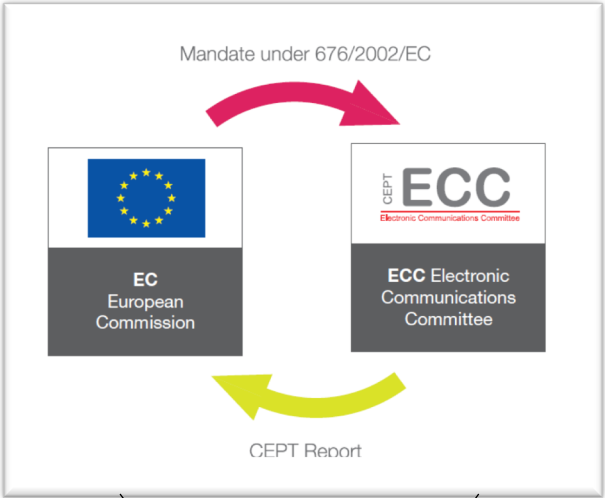 Mandate under 676/2002/EC
EC
European
Commission
CEPT
ECC
Electronic Communications Committee
ECC Electronic
Communications
Committee
CEPT Report